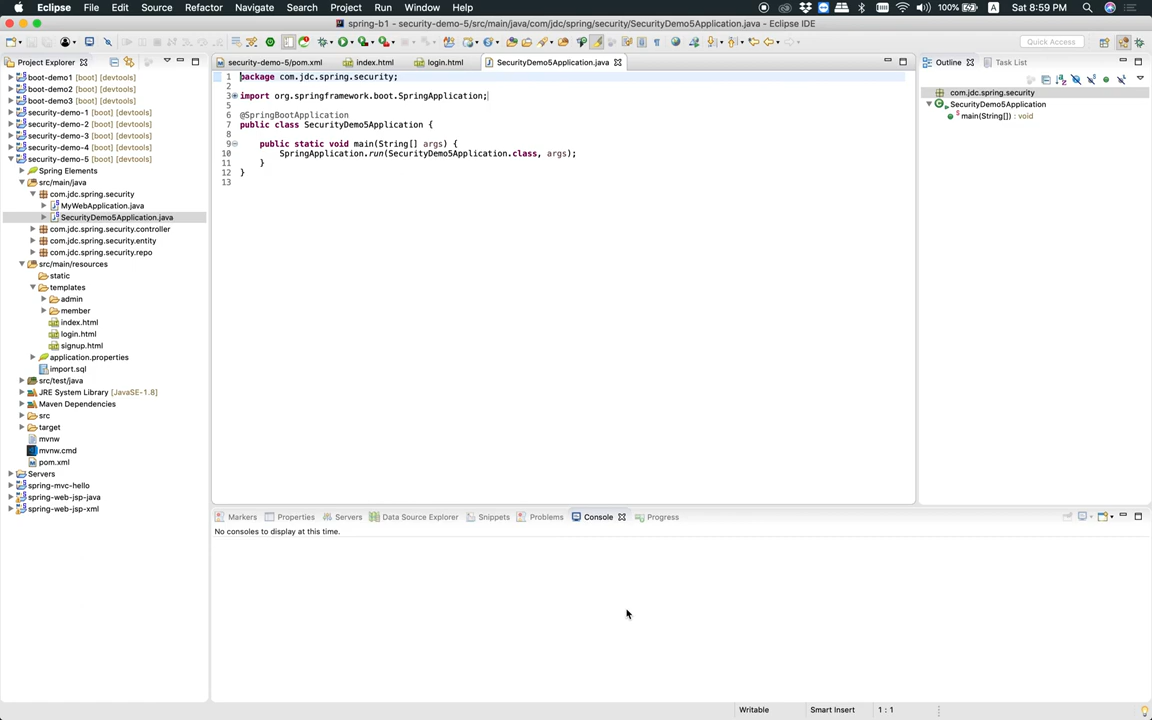 Eclipse File Edit Source Refactor Navigate Search Project Run Window Help 100% A Sat 8:59 PM
spring-b1 - security-demo-5/src/main/java/com/jdc/spring/security/SecurityDemo5Application.java - Eclipse IDE
Quick Access
Project Explorer
security-demo-5/pom.xml index.html login.html SecurityDemo5Application.java
Outline Task List
boot-demo1 [boot] [devtools]
boot-demo2 [boot] [devtools]
boot-demo3 [boot] [devtools]
security-demo-1 [boot] [devtools]
security-demo-2 [boot] [devtools]
security-demo-3 [boot] [devtools]
security-demo-4 [boot] [devtools]
security-demo-5 [boot] [devtools]
Spring Elements
src/main/java
com.jdc.spring.security
MyWebApplication.java
SecurityDemo5Application.java
com.jdc.spring.security.controller
com.jdc.spring.security.entity
com.jdc.spring.security.repo
src/main/resources
static
templates
admin
member
index.html
login.html
signup.html
application.properties
import.sql
src/test/java
JRE System Library [JavaSE-1.8]
Maven Dependencies
src
target
mvnw
mvnw.cmd
pom.xml
Servers
spring-mvc-hello
spring-web-jsp-java
spring-web-jsp-xml
1 package com.jdc.spring.security;
2
3 import org.springframework.boot.SpringApplication;
5
6 @SpringBootApplication
7 public class SecurityDemo5Application {
8
9 public static void main(String[] args) {
10 SpringApplication.run(SecurityDemo5Application.class, args);
11 }
12 }
13
com.jdc.spring.security
SecurityDemo5Application
main(String[]) : void
Markers Properties Servers Data Source Explorer Snippets Problems Console Progress
No consoles to display at this time.
Writable Smart Insert 1 : 1